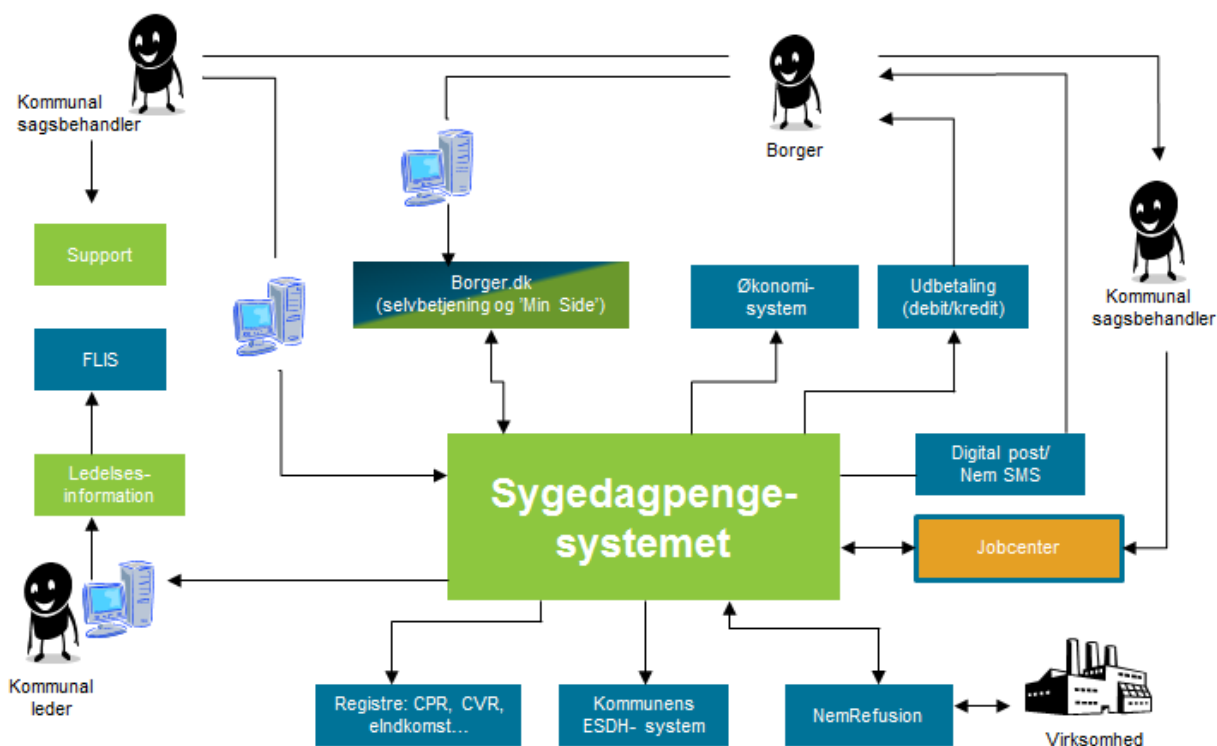 Kommunal
sagsbehandler
Borger
Support
Borger.dk
(selvbetjening og 'Min Side')
Økonomi-
system
Udbetaling
(debit/kredit)
Kommunal
sagsbehandler
FLIS
Ledelses-
information
Sygedagpenge-
systemet
Digital post/
Nem SMS
Jobcenter
Kommunal
leder
Registre: CPR, CVR,
eIndkomst...
Kommunens
ESDH- system
NemRefusion
Virksomhed